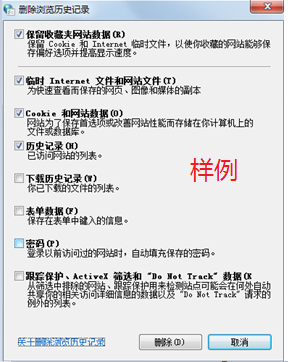 删除浏览历史记录
保留收藏夹网站数据(R)
保留 Cookie 和 Internet 临时文件，以使你收藏的网站能够保
存偏好选项并提高显示速度。
临时 Internet 文件和网站文件(T)
为快速查看而保存的网页、图像和媒体的副本
Cookie 和网站数据(O)
网站为了保存首选项或改善网站性能而存储在你计算机上的
文件或数据库。
历史记录(H)
已访问网站的列表。
样例
下载历史记录(W)
你已下载的文件的列表。
表单数据(F)
保存在表单中键入的信息。
密码(P)
登录以前访问过的网站时，自动填充保存的密码。
跟踪保护、ActiveX 筛选和 "Do Not Track" 数据(K
从筛选中排除的网站、跟踪保护用来检测站点可能会在何处自动
共享你的相关访问详细信息的数据以及 "Do Not Track" 请求的
例外的列表。
关于删除浏览历史记录
删除(D)
取消